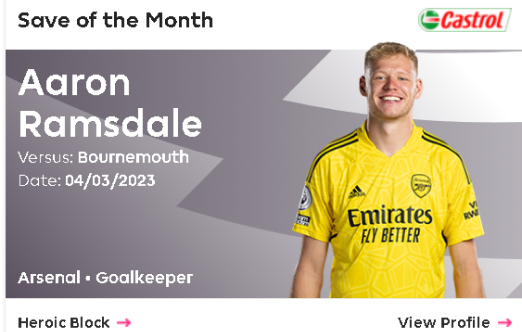 Save of the Month
Castrol
Aaron
Ramsdale
Versus: Bournemouth
Date: 04/03/2023
Arsenal
Emirates
FLY BETTER
Arsenal • Goalkeeper
Heroic Block →
View Profile →